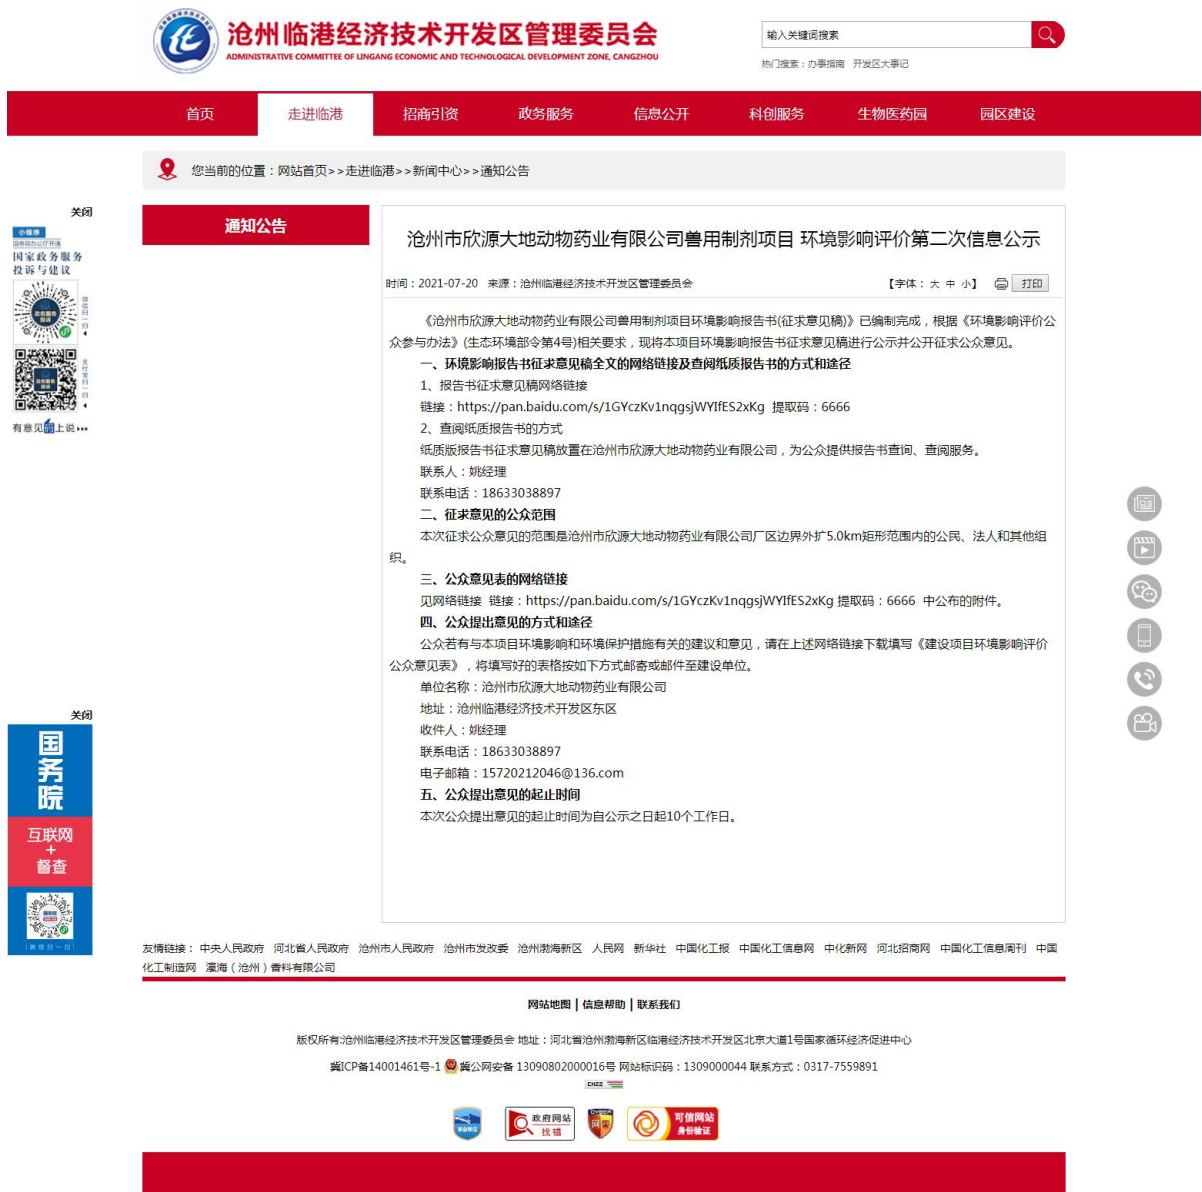 沧州临港经济技术开发区管理委员会
ADMINISTRATIVE COMMITTEE OF LINGANG ECONOMIC AND TECHNOLOGICAL DEVELOPMENT ZONE, CANGZHOU
输入关键词搜索
热门搜索：办事指南 开发区大事记
首页 走进临港 招商引资 政务服务 信息公开 科创服务 生物医药园 园区建设
您当前的位置：网站首页>>走进临港>>新闻中心>>通知公告
关闭
小程序
国务院办公厅开通
国家政务服务
投诉与建议
微信扫一扫
支付宝扫一扫
有意见 上说
关闭
国务院
互联网
+
督查
(微信扫一扫)
通知公告
沧州市欣源大地动物药业有限公司兽用制剂项目 环境影响评价第二次信息公示
时间：2021-07-20 来源：沧州临港经济技术开发区管理委员会 【字体：大 中 小】 打印
《沧州市欣源大地动物药业有限公司兽用制剂项目环境影响报告书(征求意见稿)》已编制完成，根据《环境影响评价公
众参与办法》(生态环境部令第4号)相关要求，现将本项目环境影响报告书征求意见稿进行公示并公开征求公众意见。
一、环境影响报告书征求意见稿全文的网络链接及查阅纸质报告书的方式和途径
1、报告书征求意见稿网络链接
链接：https://pan.baidu.com/s/1GYczKv1nqgsjWYIfES2xKg 提取码：6666
2、查阅纸质报告书的方式
纸质版报告书征求意见稿放置在沧州市欣源大地动物药业有限公司，为公众提供报告书查询、查阅服务。
联系人：姚经理
联系电话：18633038897
二、征求意见的公众范围
本次征求公众意见的范围是沧州市欣源大地动物药业有限公司厂区边界外扩5.0km矩形范围内的公民、法人和其他组
织。
三、公众意见表的网络链接
见网络链接 链接：https://pan.baidu.com/s/1GYczKv1nqgsjWYIfES2xKg 提取码：6666 中公布的附件。
四、公众提出意见的方式和途径
公众若有与本项目环境影响和环境保护措施有关的建议和意见，请在上述网络链接下载填写《建设项目环境影响评价
公众意见表》，将填写好的表格按如下方式邮寄或邮件至建设单位。
单位名称：沧州市欣源大地动物药业有限公司
地址：沧州临港经济技术开发区东区
收件人：姚经理
联系电话：18633038897
电子邮箱：15720212046@136.com
五、公众提出意见的起止时间
本次公众提出意见的起止时间为自公示之日起10个工作日。
友情链接： 中央人民政府 河北省人民政府 沧州市人民政府 沧州市发改委 沧州渤海新区 人民网 新华社 中国化工报 中国化工信息网 中化新网 河北招商网 中国化工信息周刊 中国
化工制造网 瀛海（沧州）香料有限公司
网站地图 | 信息帮助 | 联系我们
版权所有:沧州临港经济技术开发区管理委员会 地址：河北省沧州渤海新区临港经济技术开发区北京大道1号国家循环经济促进中心
冀ICP备14001461号-1 冀公网安备 13090802000016号 网站标识码：1309000044 联系方式：0317-7559891
CNZZ
政府网站
找错
可信网站
身份验证